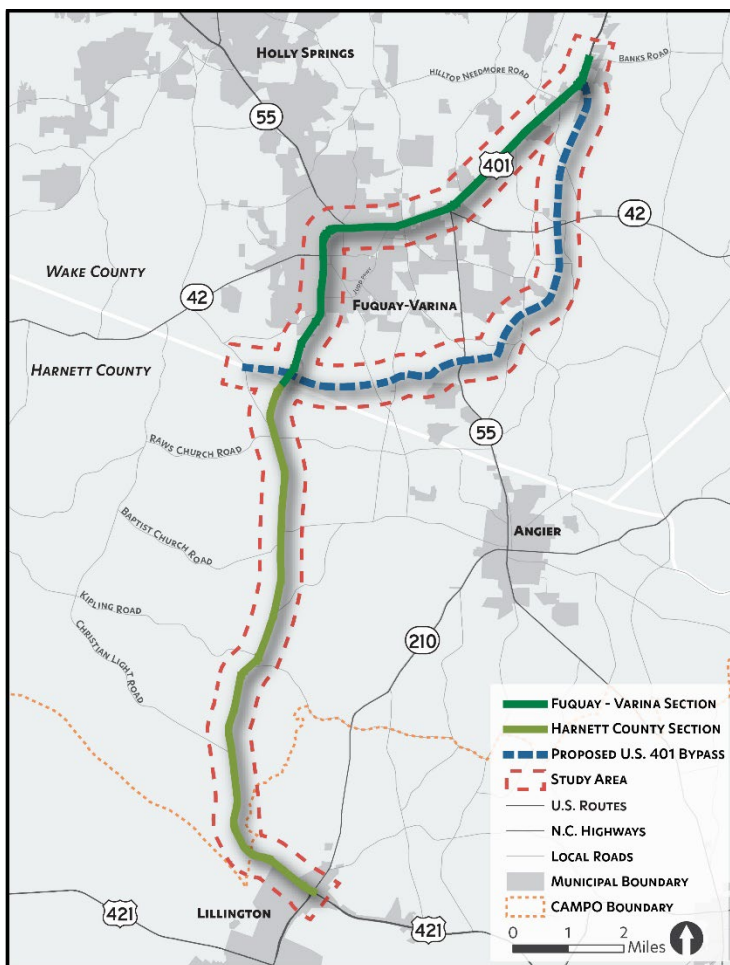 HOLLY SPRINGS
HILLTOP NEEDMORE ROAD
BANKS ROAD
55
401
42
WAKE COUNTY
JUDD PKWY
42
FUQUAY-VARINA
HARNETT COUNTY
55
RAWS CHURCH ROAD
BAPTIST CHURCH ROAD
ANGIER
KIPLING ROAD
CHRISTIAN LIGHT ROAD
210
FUQUAY - VARINA SECTION
HARNETT COUNTY SECTION
PROPOSED U.S. 401 BYPASS
STUDY AREA
U.S. ROUTES
N.C. HIGHWAYS
LOCAL ROADS
MUNICIPAL BOUNDARY
CAMPO BOUNDARY
0 1 2
Miles
421
LILLINGTON
421